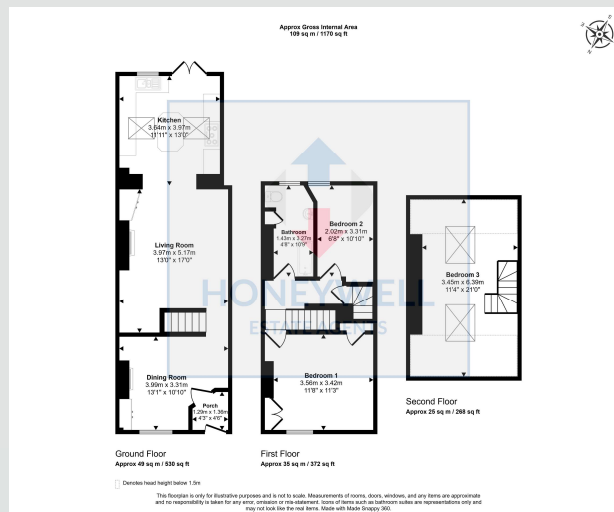 Approx Gross Internal Area
109 sq m / 1170 sq ft
Kitchen
3.64m x 3.97m
11'11" x 13'0"
Living Room
3.97m x 5.17m
13'0" x 17'0"
Dining Room
3.99m x 3.31m
13'1" x 10'10"
Porch
1.29m x 1.36m
4'3" x 4'6"
Ground Floor
Approx 49 sq m / 530 sq ft
Bathroom
1.43m x 3.27m
4'8" x 10'9"
Bedroom 2
2.02m x 3.31m
6'8" x 10'10"
Bedroom 1
3.56m x 3.42m
11'8" x 11'3"
First Floor
Approx 35 sq m / 372 sq ft
Bedroom 3
3.45m x 6.39m
11'4" x 21'0"
Second Floor
Approx 25 sq m / 268 sq ft
HONEYWELL
ESTATE AGENTS
Denotes head height below 1.5m
This floorplan is only for illustrative purposes and is not to scale. Measurements of rooms, doors, windows, and any items are approximate
and no responsibility is taken for any error, omission or mis-statement. Icons of items such as bathroom suites are representations only and
may not look like the real items. Made with Made Snappy 360.